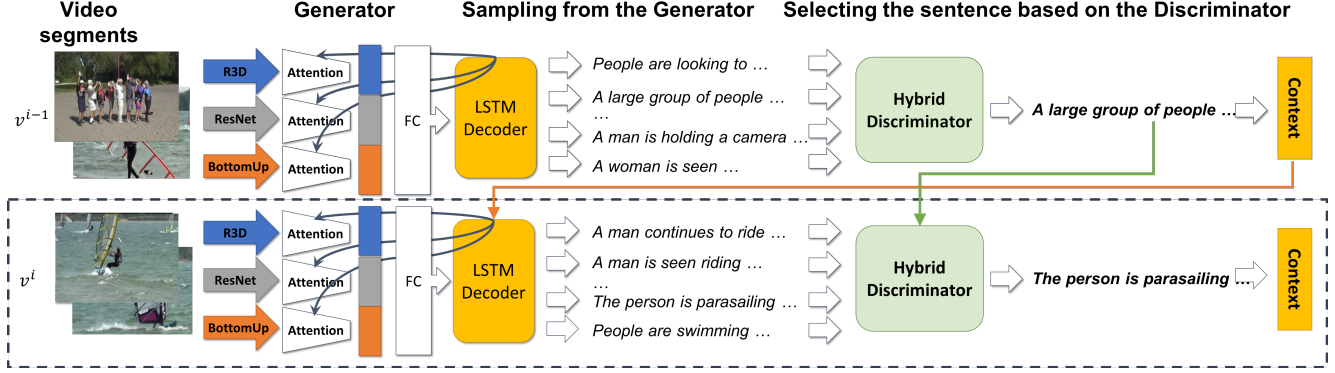 Video segments
Generator
Sampling from the Generator
Selecting the sentence based on the Discriminator
v^{i-1}
R3D
ResNet
BottomUp
Attention
Attention
Attention
FC
LSTM
Decoder
People are looking to …
A large group of people …
…
A man is holding a camera …
A woman is seen …
Hybrid
Discriminator
A large group of people …
Context
v^{i}
R3D
ResNet
BottomUp
Attention
Attention
Attention
FC
LSTM
Decoder
A man continues to ride …
A man is seen riding …
…
The person is parasailing …
People are swimming …
Hybrid
Discriminator
The person is parasailing …
Context